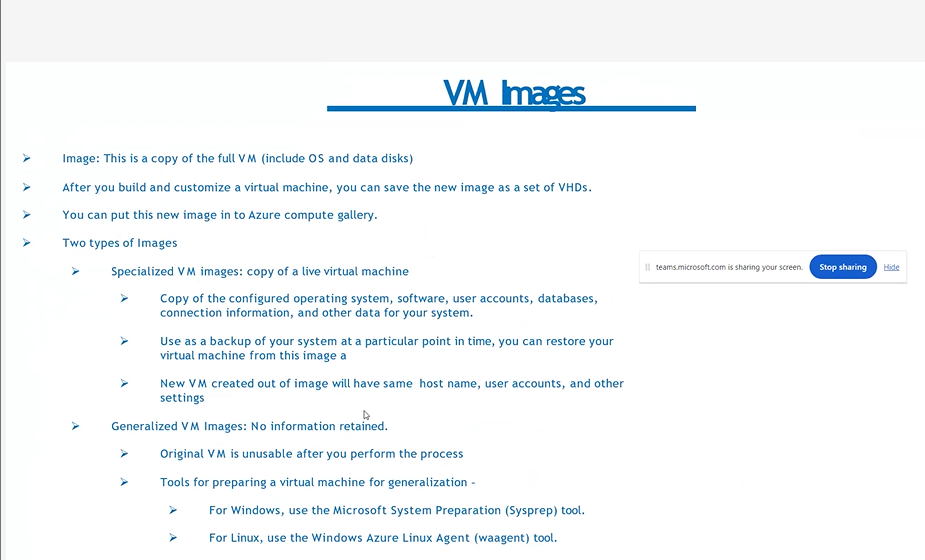 VM Images
Image: This is a copy of the full VM (include OS and data disks)
After you build and customize a virtual machine, you can save the new image as a set of VHDs.
You can put this new image in to Azure compute gallery.
Two types of Images
Specialized VM images: copy of a live virtual machine
teams.microsoft.com is sharing your screen. Stop sharing Hide
Copy of the configured operating system, software, user accounts, databases,
connection information, and other data for your system.
Use as a backup of your system at a particular point in time, you can restore your
virtual machine from this image a
New VM created out of image will have same host name, user accounts, and other
settings
Generalized VM Images: No information retained.
Original VM is unusable after you perform the process
Tools for preparing a virtual machine for generalization -
For Windows, use the Microsoft System Preparation (Sysprep) tool.
For Linux, use the Windows Azure Linux Agent (waagent) tool.